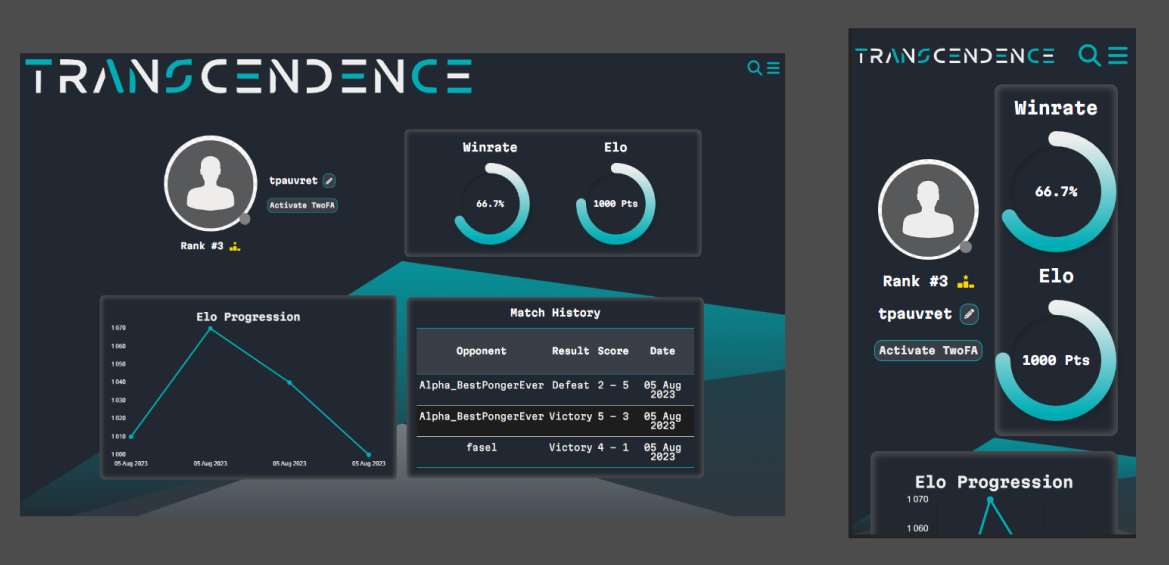 TRANSCENDENCE
tpauvret
Activate TwoFA
Rank #3
Winrate
Elo
66.7%
1000 Pts
Elo Progression
1 070
1 060
1 050
1 040
1 030
1 020
1 010
1 000
05 Aug 2023
05 Aug 2023
05 Aug 2023
05 Aug 2023
Match History
Opponent Result Score Date
Alpha_BestPongerEver Defeat 2 - 5 05 Aug
2023
Alpha_BestPongerEver Victory 5 - 3 05 Aug
2023
fasel Victory 4 - 1 05 Aug
2023
TRANSCENDENCE
Rank #3
tpauvret
Activate TwoFA
Winrate
66.7%
Elo
1000 Pts
Elo Progression
1 070
1 060